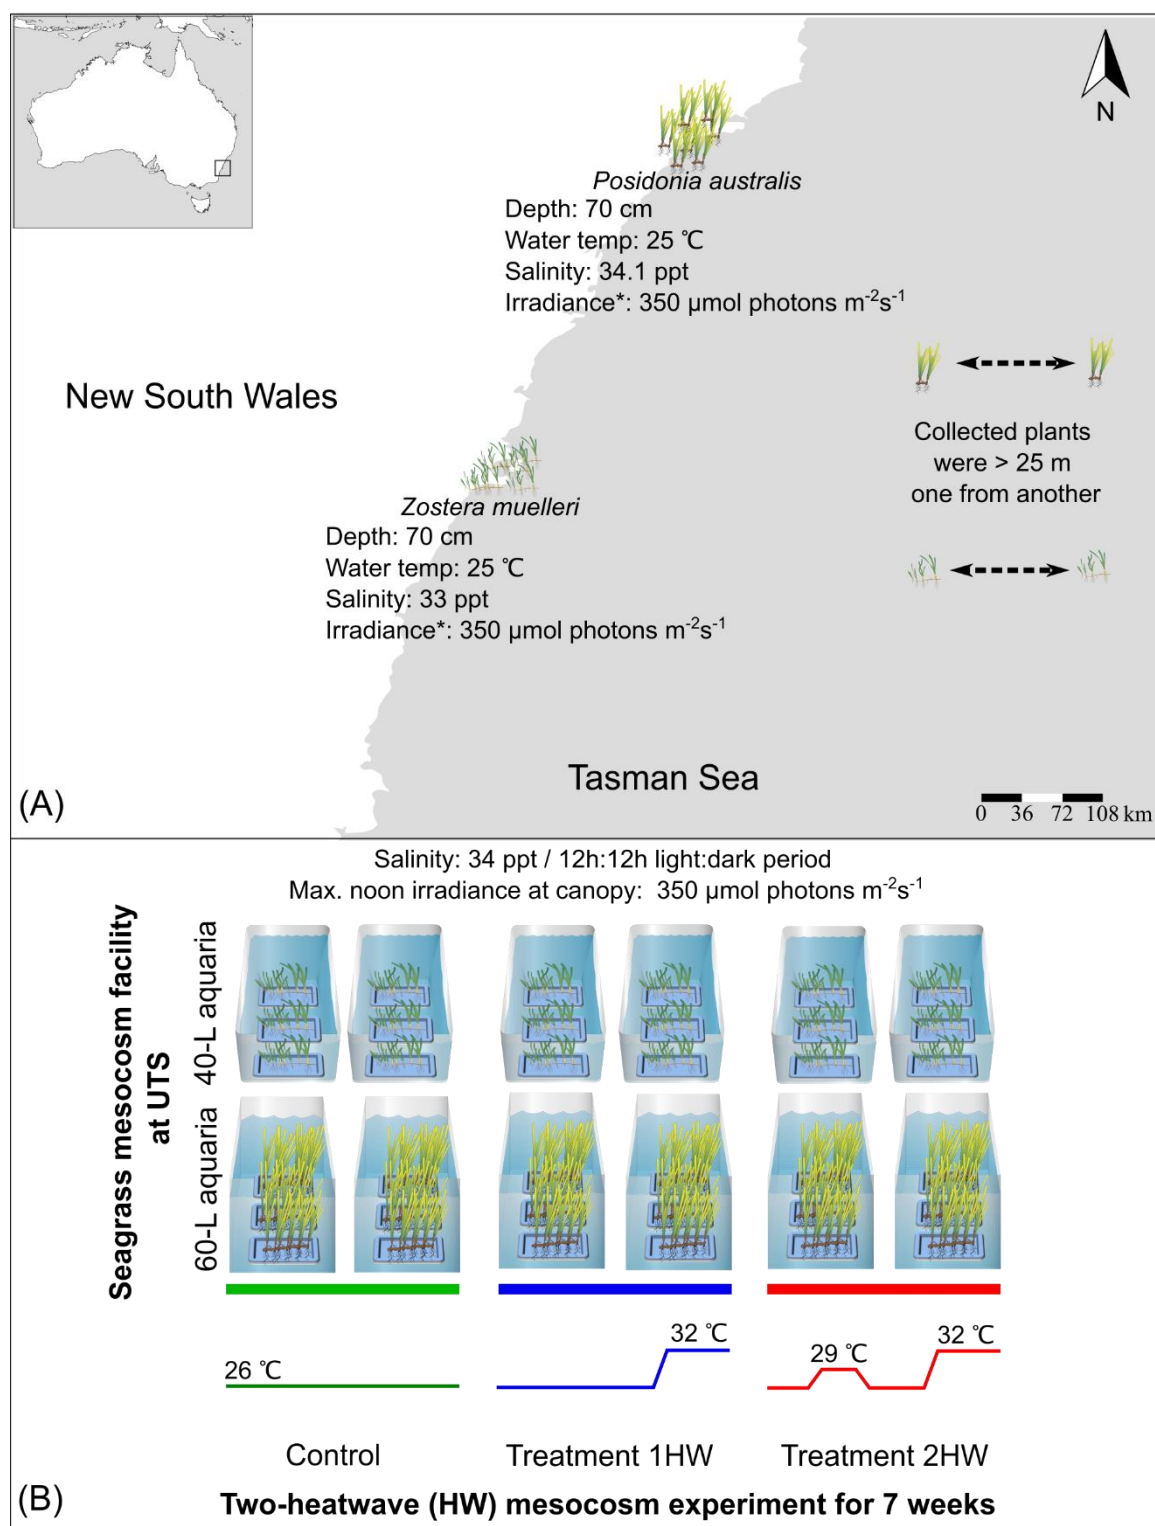 N
Posidonia australis
Depth: 70 cm
Water temp: 25 ℃
Salinity: 34.1 ppt
Irradiance*: 350 µmol photons m⁻²s⁻¹
New South Wales
Collected plants
were > 25 m
one from another
Zostera muelleri
Depth: 70 cm
Water temp: 25 ℃
Salinity: 33 ppt
Irradiance*: 350 µmol photons m⁻²s⁻¹
Tasman Sea
(A)
0 36 72 108 km
Salinity: 34 ppt / 12h:12h light:dark period
Max. noon irradiance at canopy: 350 µmol photons m⁻²s⁻¹
Seagrass mesocosm facility
at UTS
40-L aquaria
60-L aquaria
26 ℃
32 ℃
29 ℃
32 ℃
Control
Treatment 1HW
Treatment 2HW
(B)
Two-heatwave (HW) mesocosm experiment for 7 weeks